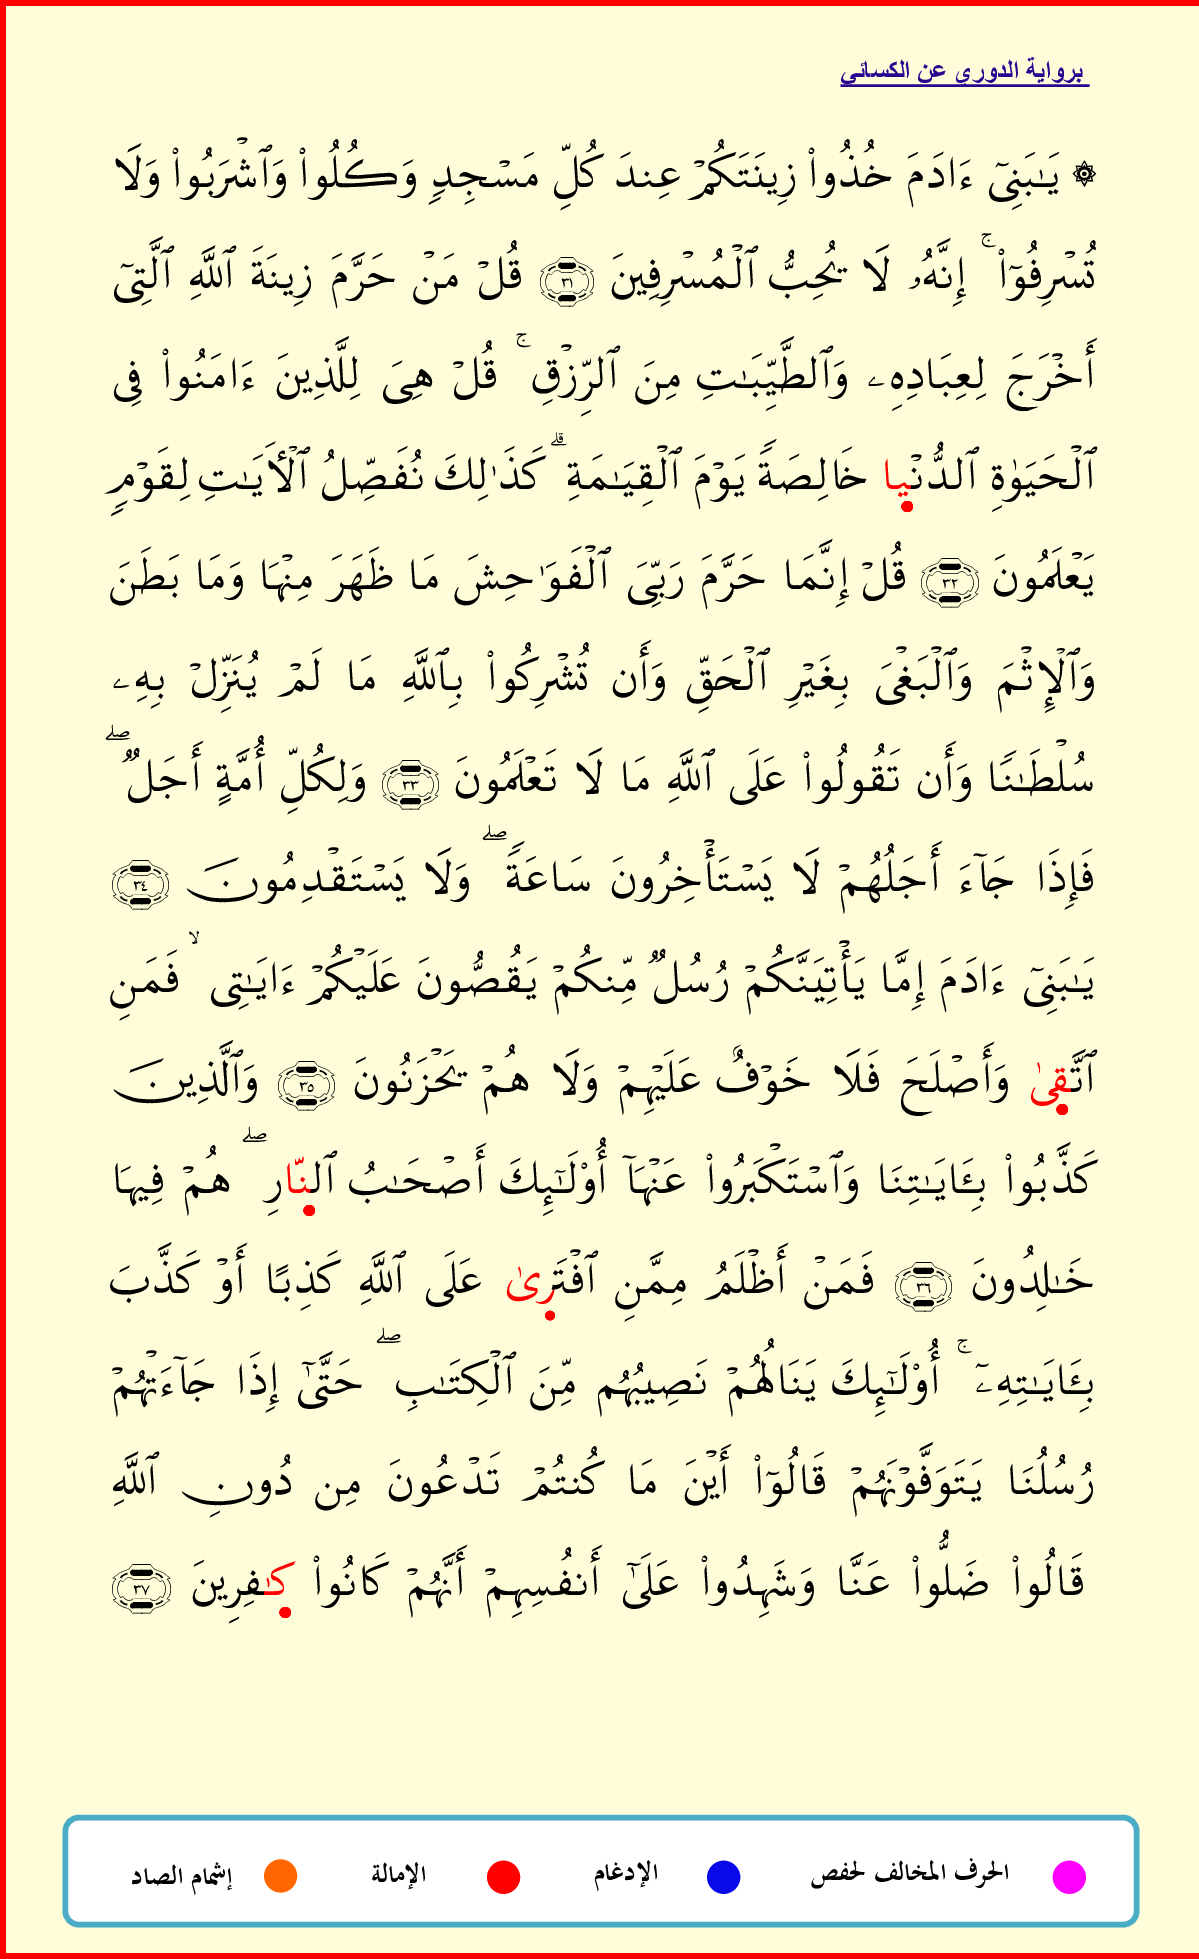 برواية الدوري عن الكسائي
۞ يَٰبَنِىٓ ءَادَمَ خُذُوا۟ زِينَتَكُمْ عِندَ كُلِّ مَسْجِدٍ وَكُلُوا۟ وَٱشْرَبُوا۟ وَلَا
تُسْرِفُوٓا۟ ۚ إِنَّهُۥ لَا يُحِبُّ ٱلْمُسْرِفِينَ ٣١ قُلْ مَنْ حَرَّمَ زِينَةَ ٱللَّهِ ٱلَّتِىٓ
أَخْرَجَ لِعِبَادِهِۦ وَٱلطَّيِّبَٰتِ مِنَ ٱلرِّزْقِ ۚ قُلْ هِىَ لِلَّذِينَ ءَامَنُوا۟ فِى
ٱلْحَيَوٰةِ ٱلدُّنْيا خَالِصَةً يَوْمَ ٱلْقِيَٰمَةِ ۗ كَذَٰلِكَ نُفَصِّلُ ٱلْأَيَٰتِ لِقَوْمٍ
يَعْلَمُونَ ٣٢ قُلْ إِنَّمَا حَرَّمَ رَبِّىَ ٱلْفَوَٰحِشَ مَا ظَهَرَ مِنْهَا وَمَا بَطَنَ
وَٱلْإِثْمَ وَٱلْبَغْىَ بِغَيْرِ ٱلْحَقِّ وَأَن تُشْرِكُوا۟ بِٱللَّهِ مَا لَمْ يُنَزِّلْ بِهِۦ
سُلْطَٰنًا وَأَن تَقُولُوا۟ عَلَى ٱللَّهِ مَا لَا تَعْلَمُونَ ٣٣ وَلِكُلِّ أُمَّةٍ أَجَلٌ ۖ
فَإِذَا جَآءَ أَجَلُهُمْ لَا يَسْتَأْخِرُونَ سَاعَةً ۖ وَلَا يَسْتَقْدِمُونَ ٣٤
يَٰبَنِىٓ ءَادَمَ إِمَّا يَأْتِيَنَّكُمْ رُسُلٌ مِّنكُمْ يَقُصُّونَ عَلَيْكُمْ ءَايَٰتِى ۙ فَمَنِ
ٱتَّقىٰ وَأَصْلَحَ فَلَا خَوْفٌ عَلَيْهِمْ وَلَا هُمْ يَحْزَنُونَ ٣٥ وَٱلَّذِينَ
كَذَّبُوا۟ بِـَٔايَٰتِنَا وَٱسْتَكْبَرُوا۟ عَنْهَآ أُو۟لَٰٓئِكَ أَصْحَٰبُ ٱلنّارِ ۖ هُمْ فِيهَا
خَٰلِدُونَ ٣٦ فَمَنْ أَظْلَمُ مِمَّنِ ٱفْتَرىٰ عَلَى ٱللَّهِ كَذِبًا أَوْ كَذَّبَ
بِـَٔايَٰتِهِۦٓ ۚ أُو۟لَٰٓئِكَ يَنَالُهُمْ نَصِيبُهُم مِّنَ ٱلْكِتَٰبِ ۖ حَتَّىٰٓ إِذَا جَآءَتْهُمْ
رُسُلُنَا يَتَوَفَّوْنَهُمْ قَالُوٓا۟ أَيْنَ مَا كُنتُمْ تَدْعُونَ مِن دُونِ ٱللَّهِ
قَالُوا۟ ضَلُّوا۟ عَنَّا وَشَهِدُوا۟ عَلَىٰٓ أَنفُسِهِمْ أَنَّهُمْ كَانُوا۟ كٰفِرِينَ ٣٧
الحرف المخالف لحفص الإدغام الإمالة إشمام الصاد